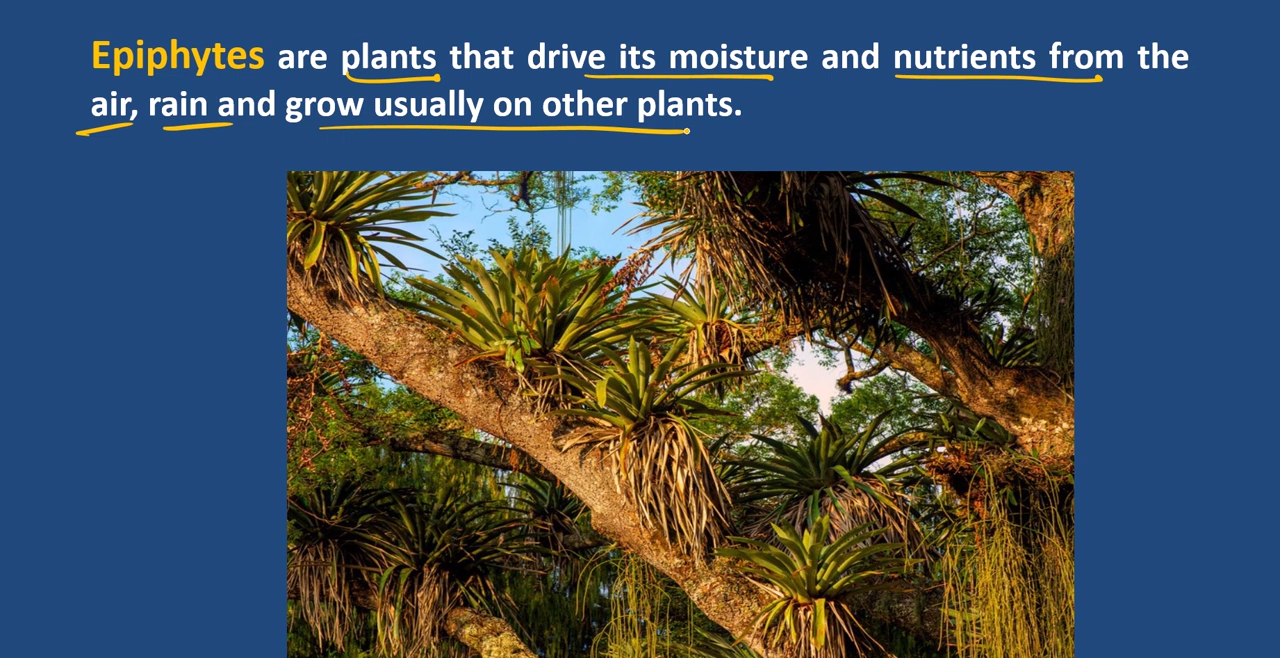 Epiphytes are plants that drive its moisture and nutrients from the
air, rain and grow usually on other plants.